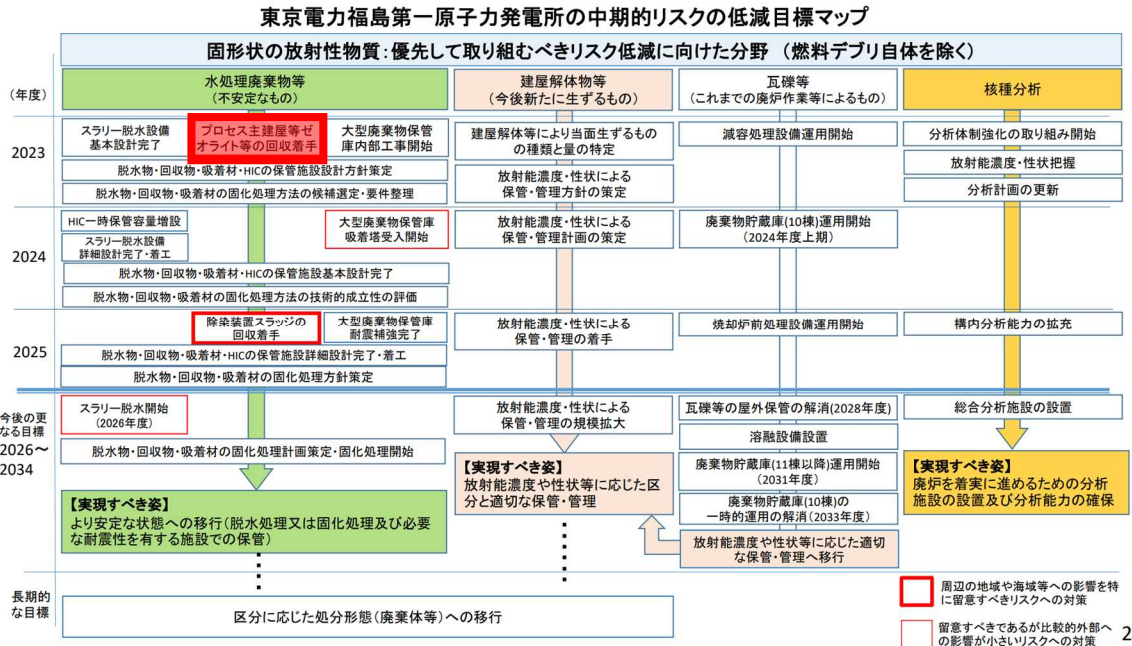 東京電力福島第一原子力発電所の中期的リスクの低減目標マップ
固形状の放射性物質：優先して取り組むべきリスク低減に向けた分野 （燃料デブリ自体を除く）
（年度）
水処理廃棄物等
（不安定なもの）
建屋解体物等
（今後新たに生ずるもの）
瓦礫等
（これまでの廃炉作業等によるもの）
核種分析
2023
スラリー脱水設備
基本設計完了
プロセス主建屋等ゼ
オライト等の回収着手
大型廃棄物保管
庫内部工事開始
脱水物・回収物・吸着材・HICの保管施設設計方針策定
脱水物・回収物・吸着材の固化処理方法の候補選定・要件整理
建屋解体等により当面生ずるもの
の種類と量の特定
放射能濃度・性状による
保管・管理方針の策定
減容処理設備運用開始
分析体制強化の取り組み開始
放射能濃度・性状把握
分析計画の更新
2024
HIC一時保管容量増設
スラリー脱水設備
詳細設計完了・着工
大型廃棄物保管庫
吸着塔受入開始
脱水物・回収物・吸着材・HICの保管施設基本設計完了
脱水物・回収物・吸着材の固化処理方法の技術的成立性の評価
放射能濃度・性状による
保管・管理計画の策定
廃棄物貯蔵庫(10棟)運用開始
（2024年度上期）
2025
除染装置スラッジの
回収着手
大型廃棄物保管庫
耐震補強完了
脱水物・回収物・吸着材・HICの保管施設詳細設計完了・着工
脱水物・回収物・吸着材の固化処理方針策定
放射能濃度・性状による
保管・管理の着手
焼却炉前処理設備運用開始
構内分析能力の拡充
今後の更
なる目標
2026～
2034
スラリー脱水開始
（2026年度）
脱水物・回収物・吸着材の固化処理計画策定・固化処理開始
【実現すべき姿】
より安定な状態への移行（脱水処理又は固化処理及び必要
な耐震性を有する施設での保管）
放射能濃度・性状による
保管・管理の規模拡大
【実現すべき姿】
放射能濃度や性状等に応じた区
分と適切な保管・管理
瓦礫等の屋外保管の解消(2028年度)
溶融設備設置
廃棄物貯蔵庫(11棟以降)運用開始
（2031年度）
廃棄物貯蔵庫(10棟)の
一時的運用の解消(2033年度)
放射能濃度や性状等に応じた適切
な保管・管理へ移行
総合分析施設の設置
【実現すべき姿】
廃炉を着実に進めるための分析
施設の設置及び分析能力の確保
長期的
な目標
区分に応じた処分形態（廃棄体等）への移行
周辺の地域や海域等への影響を特
に留意すべきリスクへの対策
留意すべきであるが比較的外部へ
の影響が小さいリスクへの対策
2